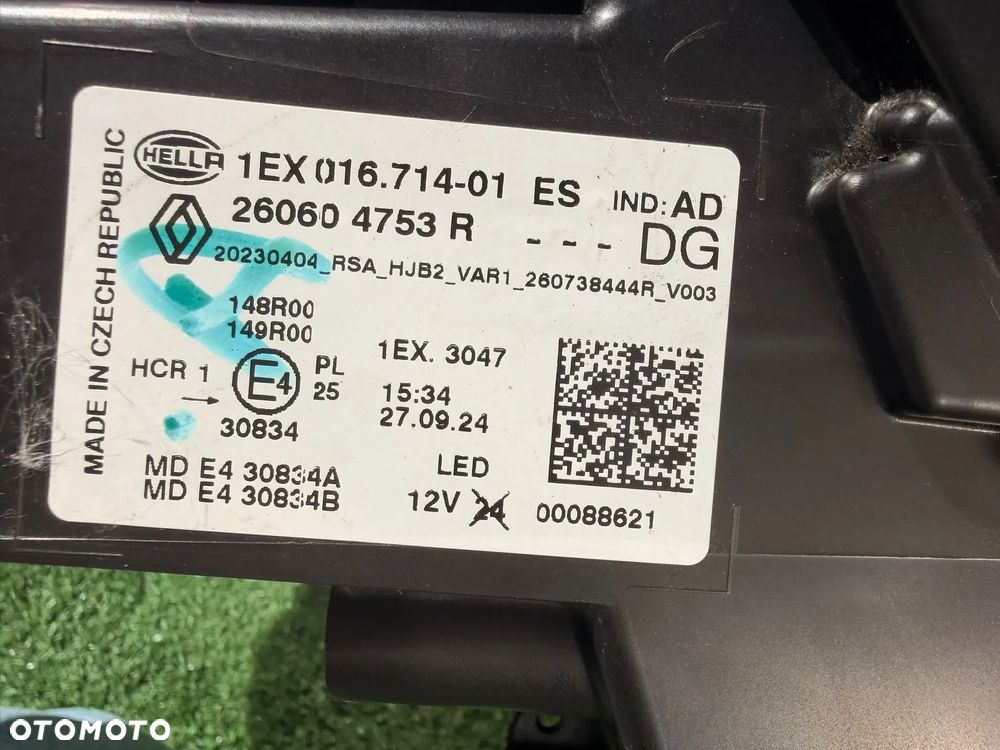 MADE IN CZECH REPUBLIC
HELLA 1EX 016.714-01 ES IND: AD
26060 4753 R - - - DG
20230404_RSA_HJB2_VAR1_260738444R_V003
148R00
149R00
HCR 1 E4 PL 25
30834
1EX. 3047
15:34
27.09.24
MD E4 30834A
MD E4 30834B
LED
12V 24 00088621
OTOMOTO